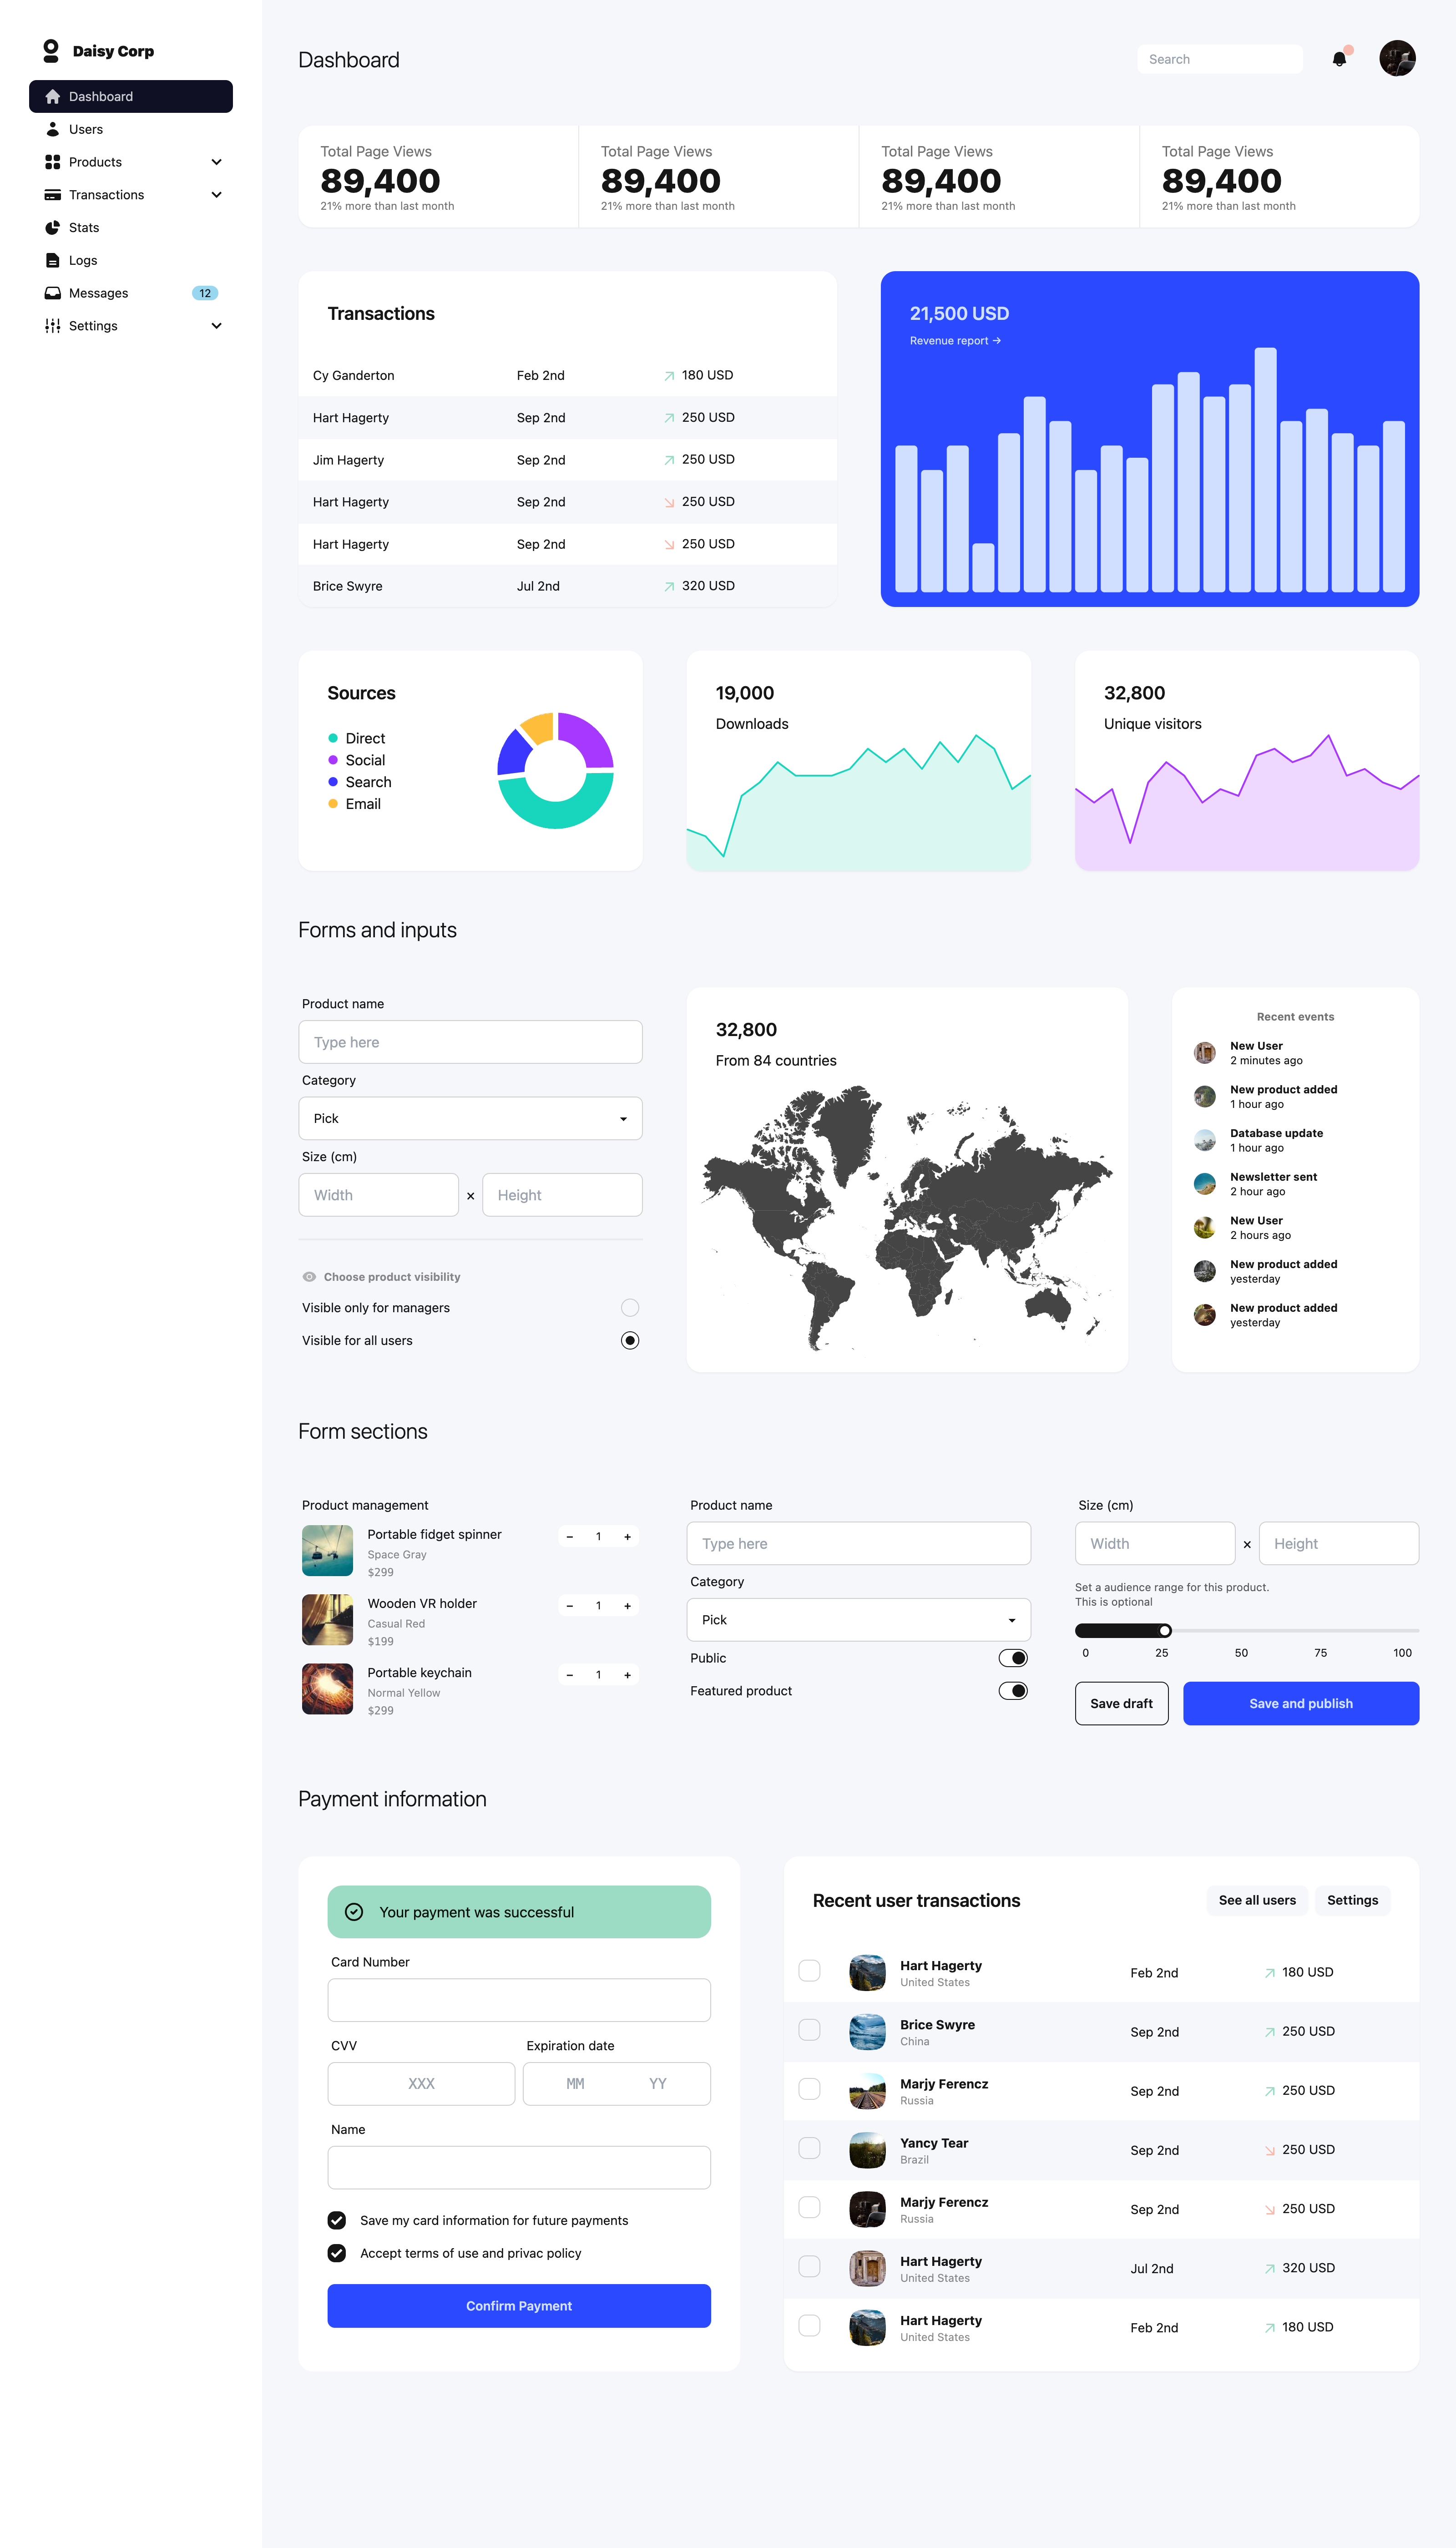 Daisy Corp
Dashboard
Users
Products
Transactions
Stats
Logs
Messages 12
Settings
Dashboard
Search
Total Page Views
89,400
21% more than last month
Total Page Views
89,400
21% more than last month
Total Page Views
89,400
21% more than last month
Total Page Views
89,400
21% more than last month
Transactions
Cy Ganderton Feb 2nd 180 USD
Hart Hagerty Sep 2nd 250 USD
Jim Hagerty Sep 2nd 250 USD
Hart Hagerty Sep 2nd 250 USD
Hart Hagerty Sep 2nd 250 USD
Brice Swyre Jul 2nd 320 USD
21,500 USD
Revenue report →
Sources
Direct
Social
Search
Email
19,000
Downloads
32,800
Unique visitors
Forms and inputs
Product name
Type here
Category
Pick
Size (cm)
Width × Height
Choose product visibility
Visible only for managers
Visible for all users
32,800
From 84 countries
Recent events
New User
2 minutes ago
New product added
1 hour ago
Database update
1 hour ago
Newsletter sent
2 hour ago
New User
2 hours ago
New product added
yesterday
New product added
yesterday
Form sections
Product management
Portable fidget spinner
Space Gray
$299
− 1 +
Wooden VR holder
Casual Red
$199
− 1 +
Portable keychain
Normal Yellow
$299
− 1 +
Product name
Type here
Category
Pick
Public
Featured product
Size (cm)
Width × Height
Set a audience range for this product.
This is optional
0 25 50 75 100
Save draft
Save and publish
Payment information
Your payment was successful
Card Number
CVV Expiration date
XXX MM YY
Name
Save my card information for future payments
Accept terms of use and privac policy
Confirm Payment
Recent user transactions
See all users
Settings
Hart Hagerty
United States
Feb 2nd 180 USD
Brice Swyre
China
Sep 2nd 250 USD
Marjy Ferencz
Russia
Sep 2nd 250 USD
Yancy Tear
Brazil
Sep 2nd 250 USD
Marjy Ferencz
Russia
Sep 2nd 250 USD
Hart Hagerty
United States
Jul 2nd 320 USD
Hart Hagerty
United States
Feb 2nd 180 USD